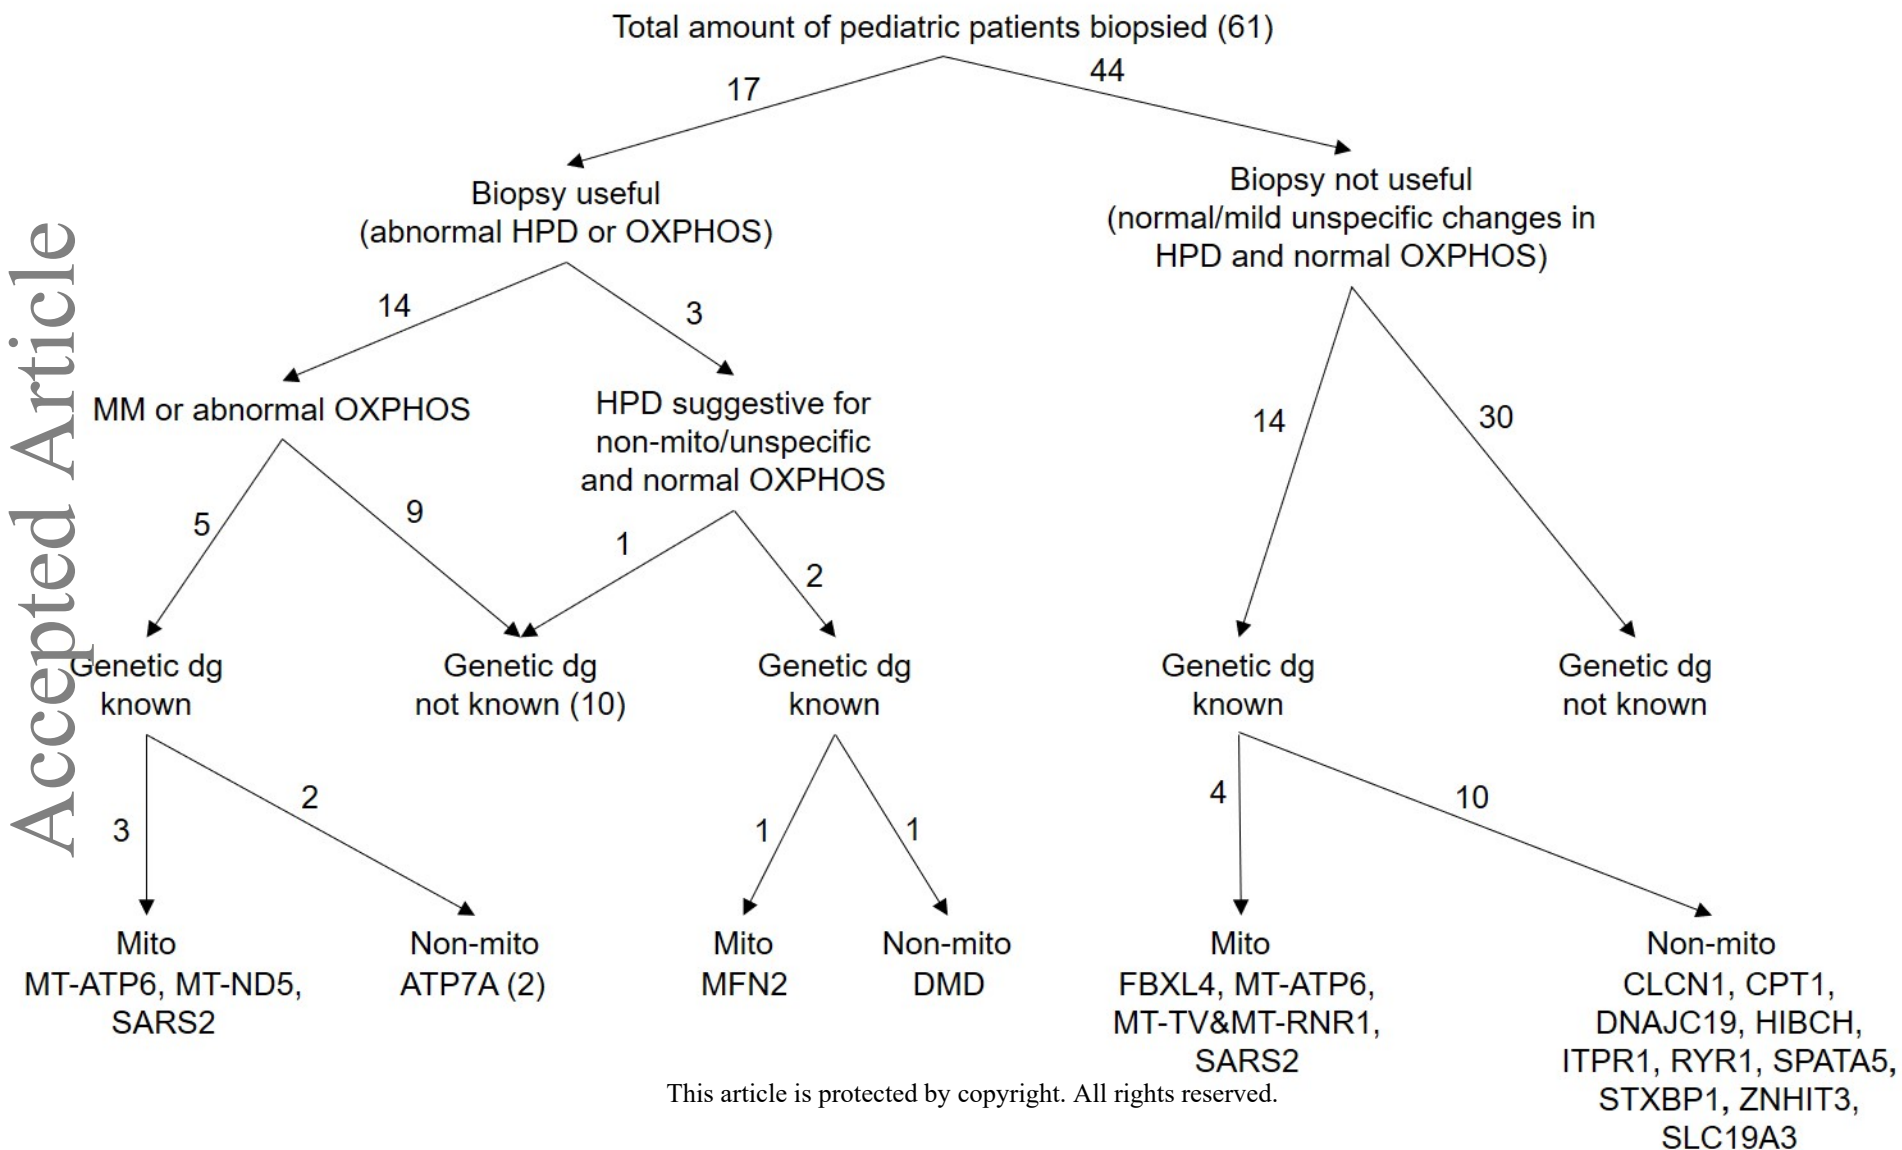 Total amount of pediatric patients biopsied (61)
17
44
Biopsy useful
(abnormal HPD or OXPHOS)
Biopsy not useful
(normal/mild unspecific changes in
HPD and normal OXPHOS)
14
3
MM or abnormal OXPHOS
HPD suggestive for
non-mito/unspecific
and normal OXPHOS
14
30
5
9
1
2
Genetic dg
known
Genetic dg
not known (10)
Genetic dg
known
Genetic dg
known
Genetic dg
not known
3
2
1
1
4
10
Mito
MT-ATP6, MT-ND5,
SARS2
Non-mito
ATP7A (2)
Mito
MFN2
Non-mito
DMD
Mito
FBXL4, MT-ATP6,
MT-TV&MT-RNR1,
SARS2
Non-mito
CLCN1, CPT1,
DNAJC19, HIBCH,
ITPR1, RYR1, SPATA5,
STXBP1, ZNHIT3,
SLC19A3
Accepted Article
This article is protected by copyright. All rights reserved.